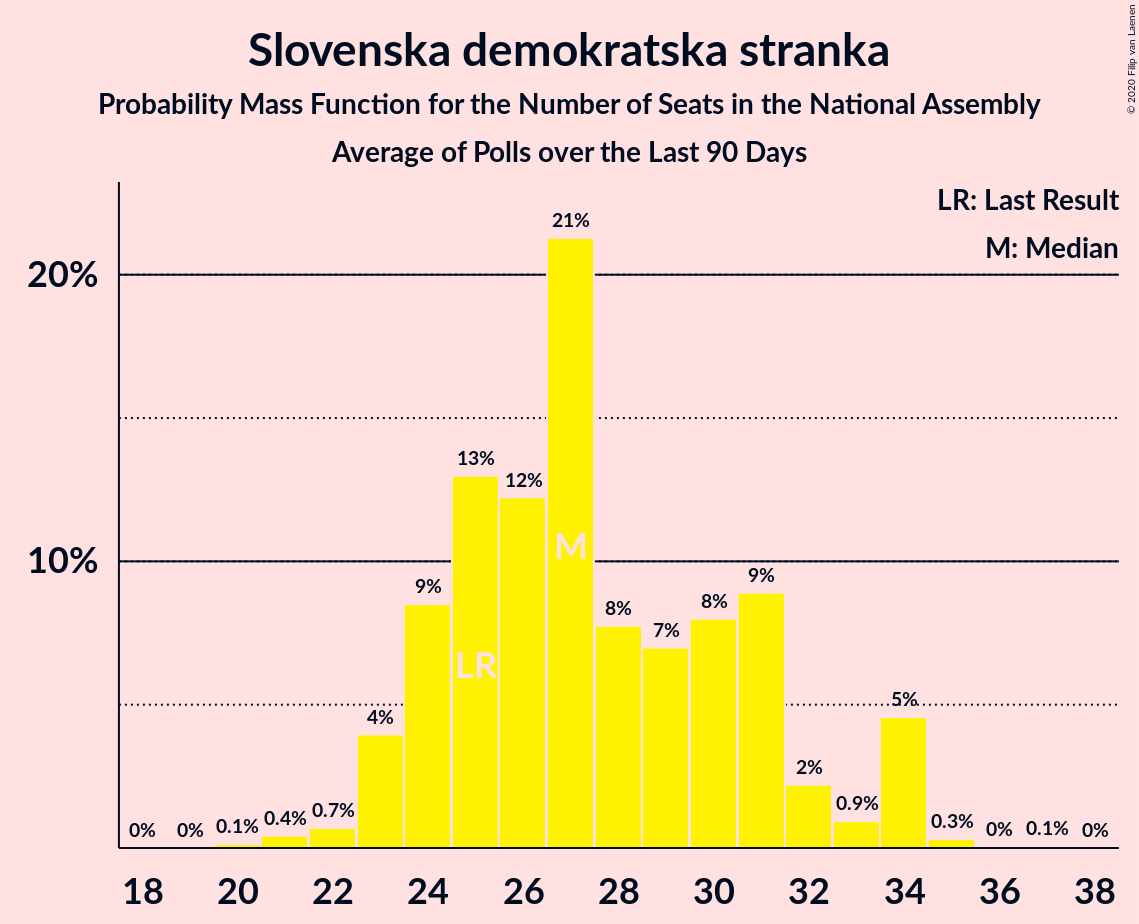 Slovenska demokratska stranka
Probability Mass Function for the Number of Seats in the National Assembly
Average of Polls over the Last 90 Days
© 2020 Filip van Laenen
LR: Last Result
M: Median
20%
10%
0%
0%
0.1%
0.4%
0.7%
4%
9%
13%
12%
21%
8%
7%
8%
9%
2%
0.9%
5%
0.3%
0%
0.1%
0%
LR
M
18 20 22 24 26 28 30 32 34 36 38